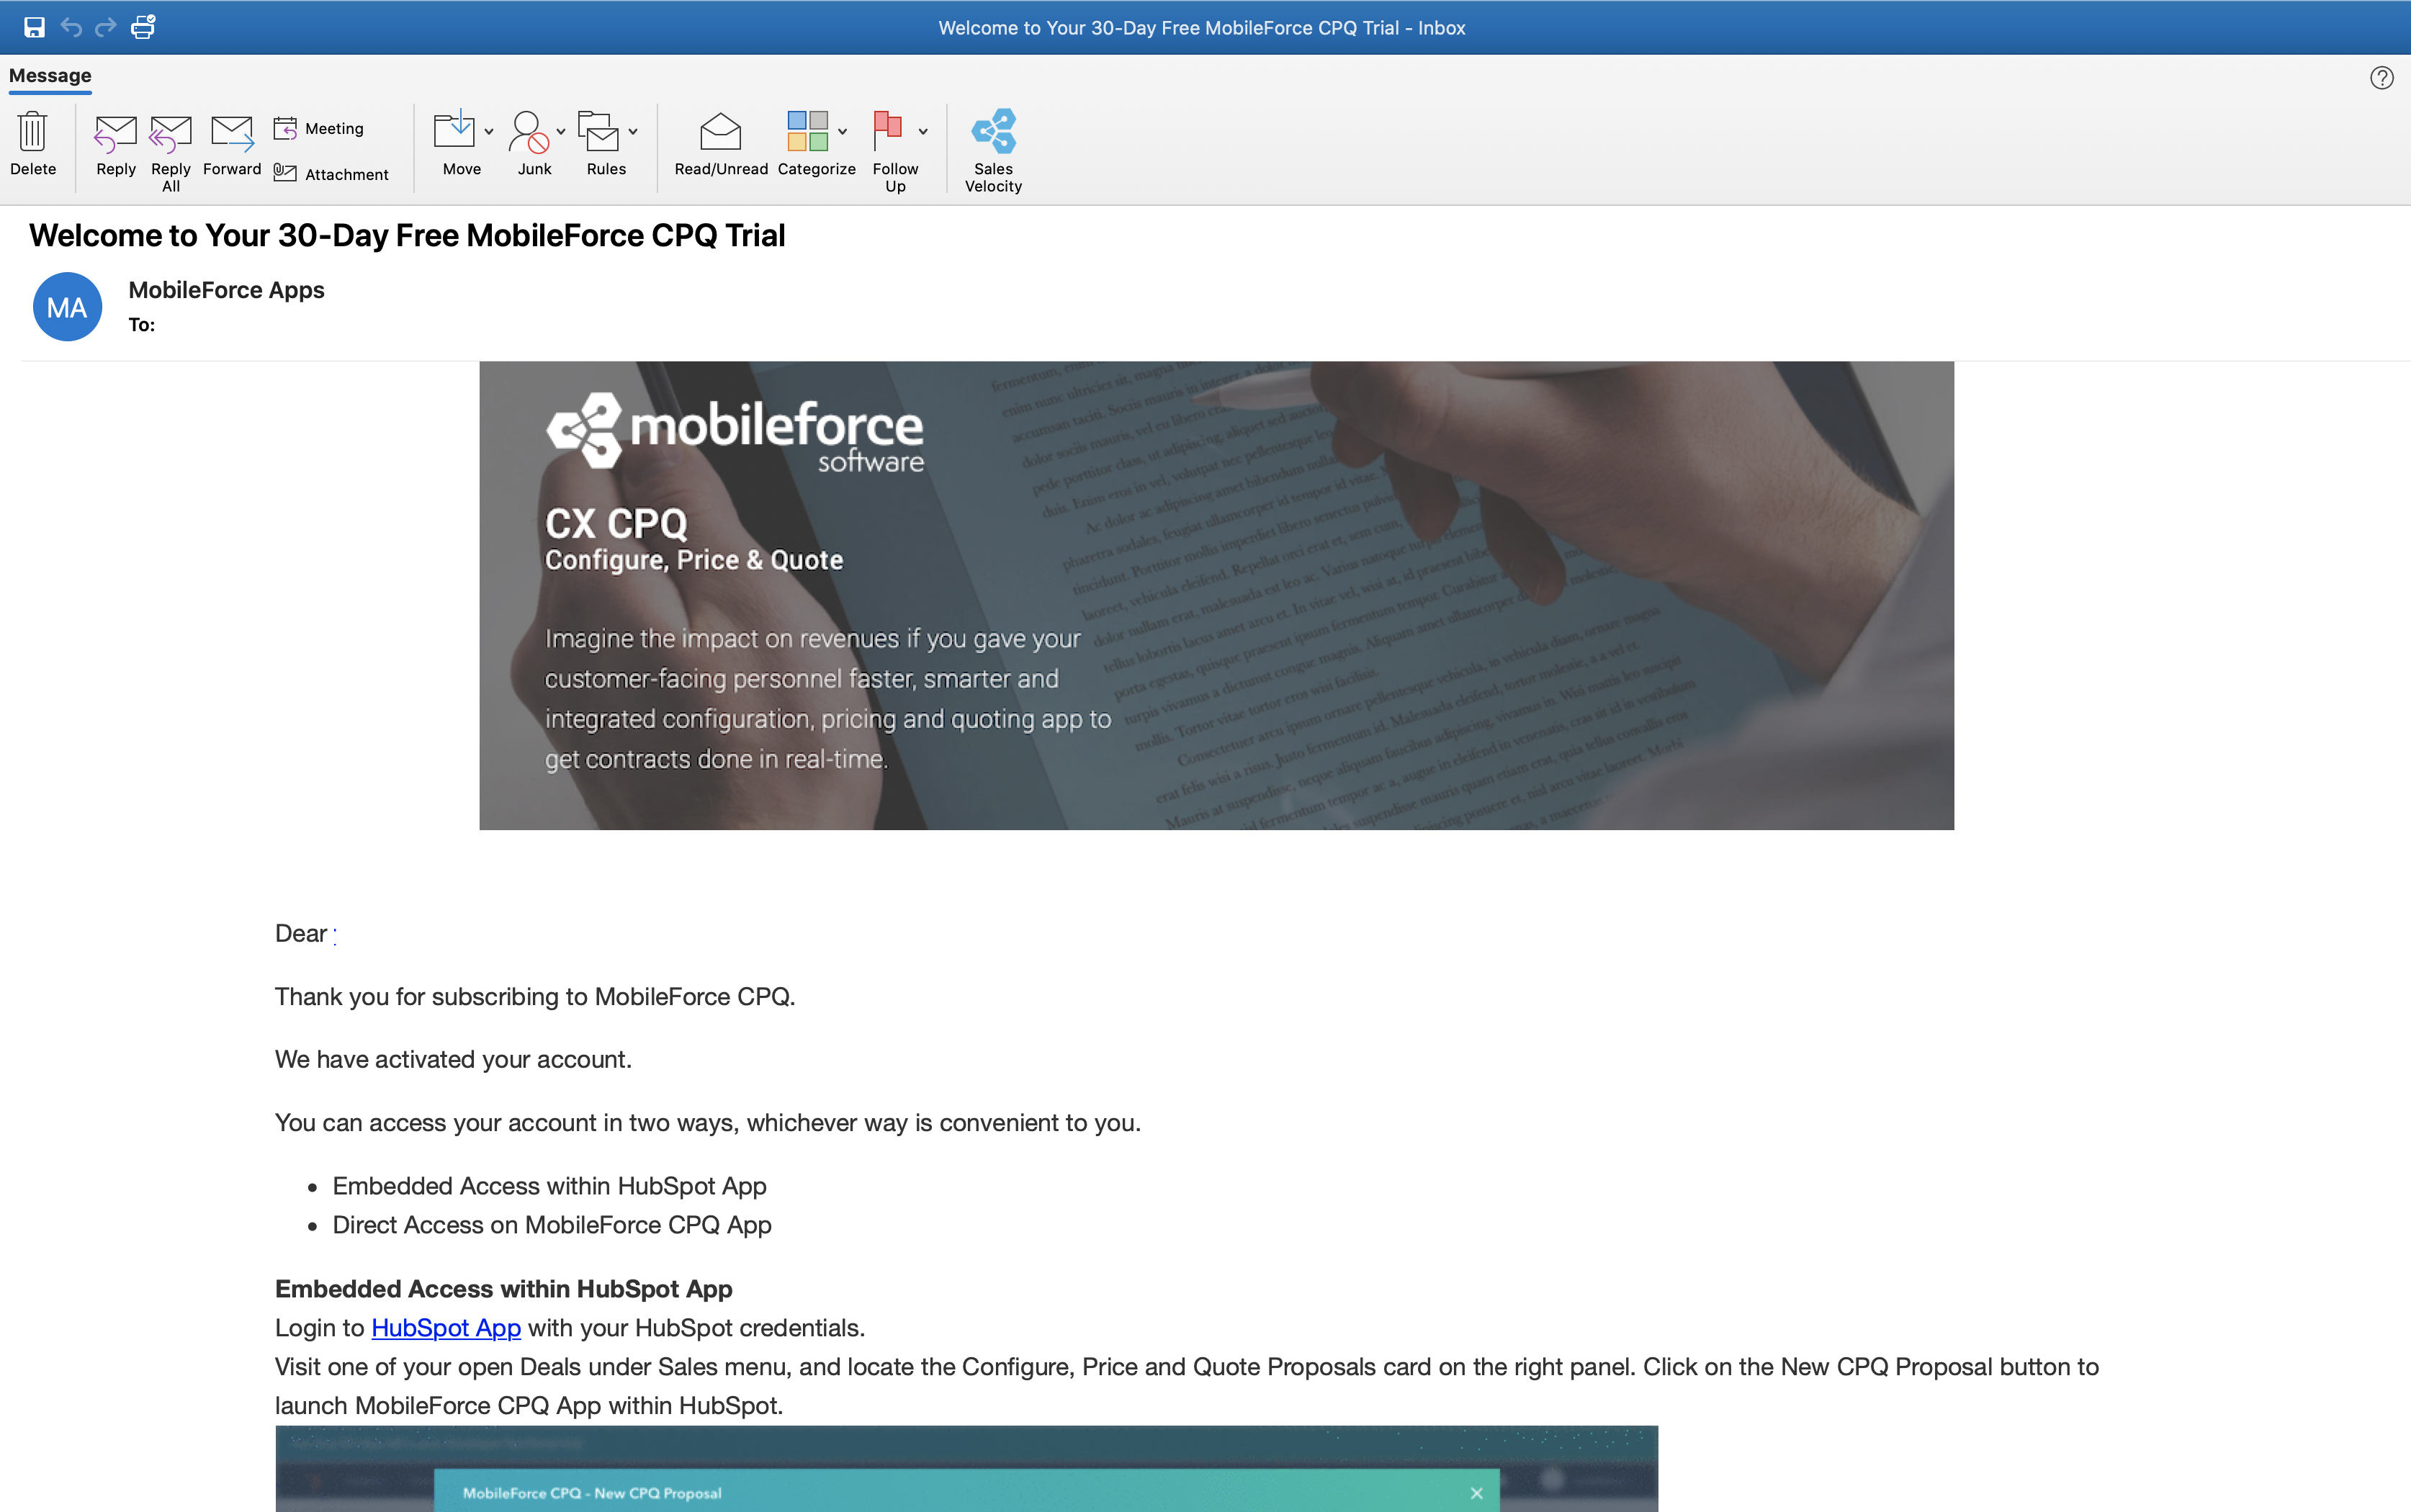 Welcome to Your 30-Day Free MobileForce CPQ Trial - Inbox
Message
Delete
Reply
Reply All
Forward
Meeting
Attachment
Move
Junk
Rules
Read/Unread
Categorize
Follow Up
Sales Velocity
Welcome to Your 30-Day Free MobileForce CPQ Trial
MA
MobileForce Apps
To:
mobileforce
software
CX CPQ
Configure, Price & Quote
Imagine the impact on revenues if you gave your
customer-facing personnel faster, smarter and
integrated configuration, pricing and quoting app to
get contracts done in real-time.
Dear
Thank you for subscribing to MobileForce CPQ.
We have activated your account.
You can access your account in two ways, whichever way is convenient to you.
• Embedded Access within HubSpot App
• Direct Access on MobileForce CPQ App
Embedded Access within HubSpot App
Login to HubSpot App with your HubSpot credentials.
Visit one of your open Deals under Sales menu, and locate the Configure, Price and Quote Proposals card on the right panel. Click on the New CPQ Proposal button to
launch MobileForce CPQ App within HubSpot.
MobileForce CPQ - New CPQ Proposal